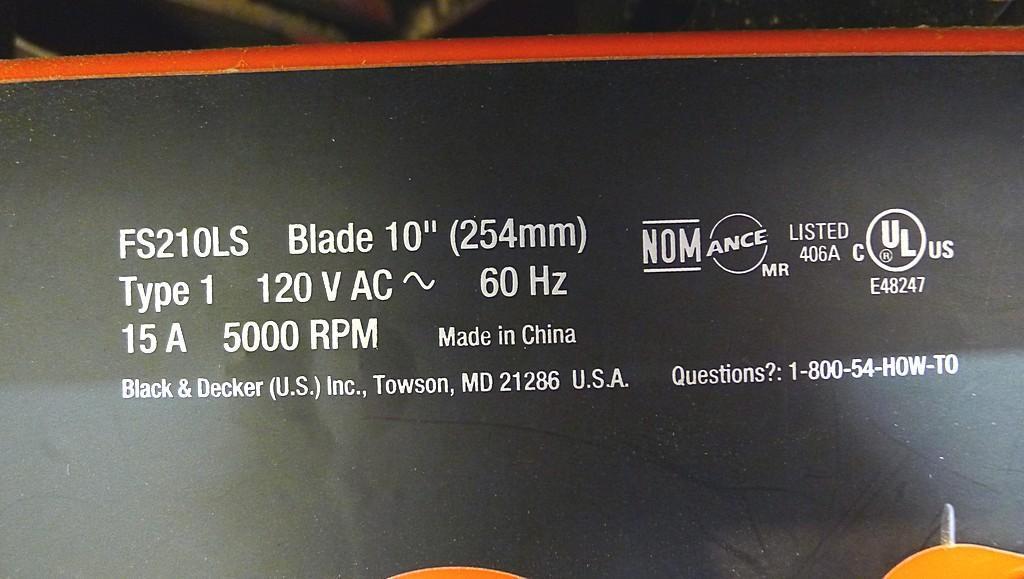 FS210LS Blade 10" (254mm)
Type 1 120 V AC ~ 60 Hz
15 A 5000 RPM Made in China
Black & Decker (U.S.) Inc., Towson, MD 21286 U.S.A. Questions?: 1-800-54-HOW-TO
NOM ANCE MR
LISTED
406A
C UL US
®
E48247